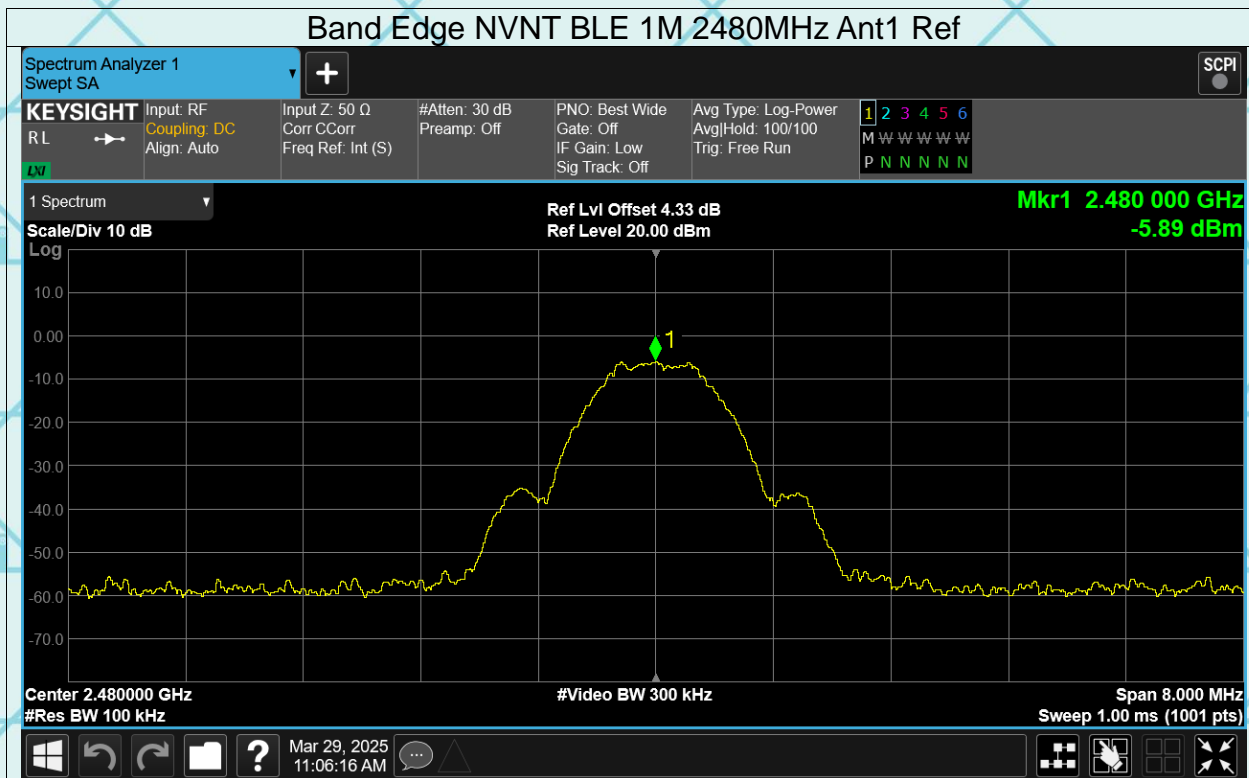 Band Edge NVNT BLE 1M 2480MHz Ant1 Ref
Spectrum Analyzer 1
Swept SA
SCPI
KEYSIGHT
RL
LXI
Input: RF
Coupling: DC
Align: Auto
Input Z: 50 Ω
Corr CCorr
Freq Ref: Int (S)
#Atten: 30 dB
Preamp: Off
PNO: Best Wide
Gate: Off
IF Gain: Low
Sig Track: Off
Avg Type: Log-Power
Avg|Hold: 100/100
Trig: Free Run
1 2 3 4 5 6
M W W W W W
P N N N N N
1 Spectrum
Scale/Div 10 dB
Ref Lvl Offset 4.33 dB
Ref Level 20.00 dBm
Mkr1 2.480 000 GHz
-5.89 dBm
Log
10.0
0.00
-10.0
-20.0
-30.0
-40.0
-50.0
-60.0
-70.0
1
Center 2.480000 GHz
#Res BW 100 kHz
#Video BW 300 kHz
Span 8.000 MHz
Sweep 1.00 ms (1001 pts)
?
Mar 29, 2025
11:06:16 AM